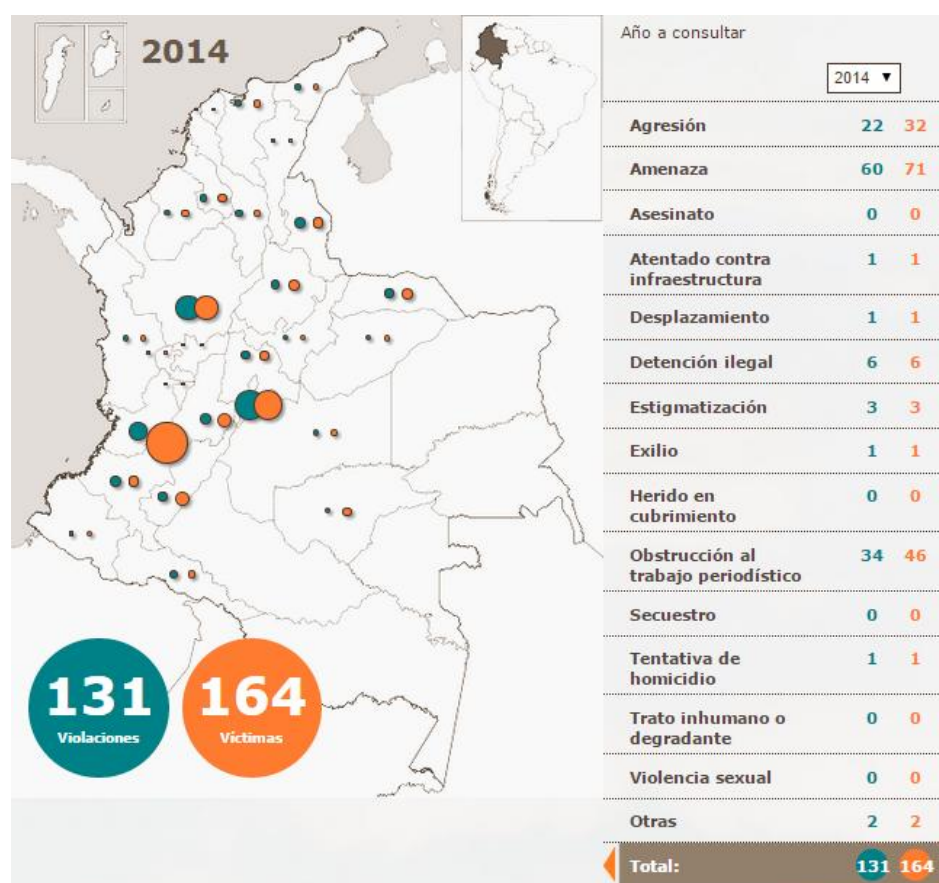 2014
131
Violaciones
164
Víctimas
Año a consultar
2014 ▼
Agresión 22 32
Amenaza 60 71
Asesinato 0 0
Atentado contra
infraestructura 1 1
Desplazamiento 1 1
Detención ilegal 6 6
Estigmatización 3 3
Exilio 1 1
Herido en
cubrimiento 0 0
Obstrucción al
trabajo periodístico 34 46
Secuestro 0 0
Tentativa de
homicidio 1 1
Trato inhumano o
degradante 0 0
Violencia sexual 0 0
Otras 2 2
Total: 131 164